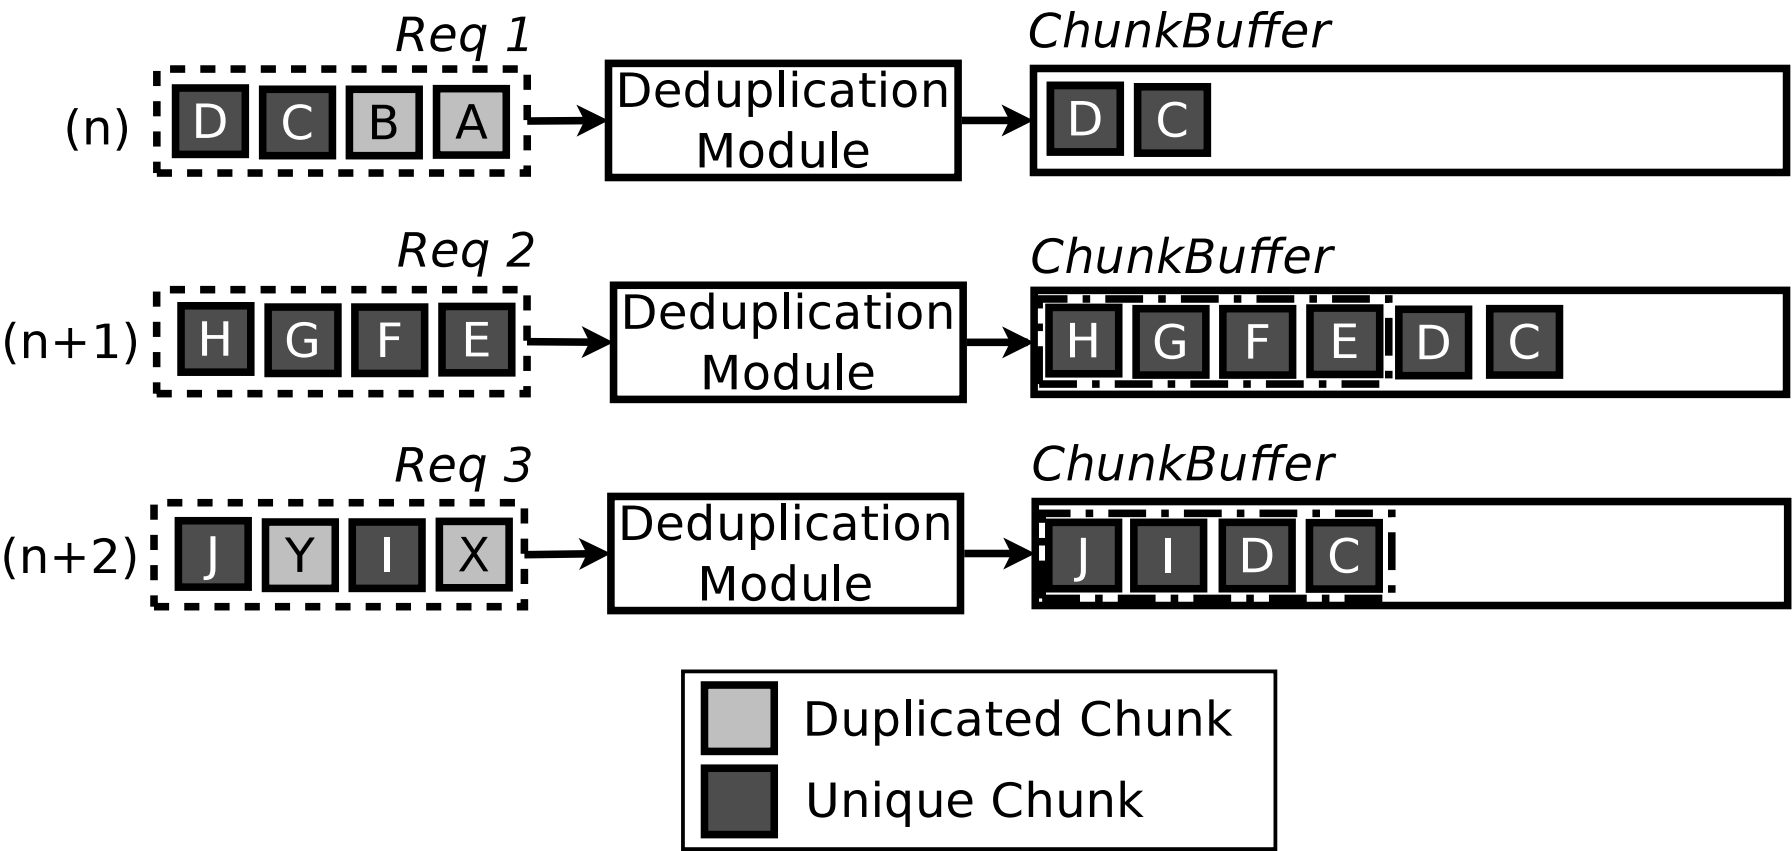 Req 1
ChunkBuffer
(n)
D C B A
Deduplication
Module
D C
Req 2
ChunkBuffer
(n+1)
H G F E
Deduplication
Module
H G F E D C
Req 3
ChunkBuffer
(n+2)
J Y I X
Deduplication
Module
J I D C
Duplicated Chunk
Unique Chunk